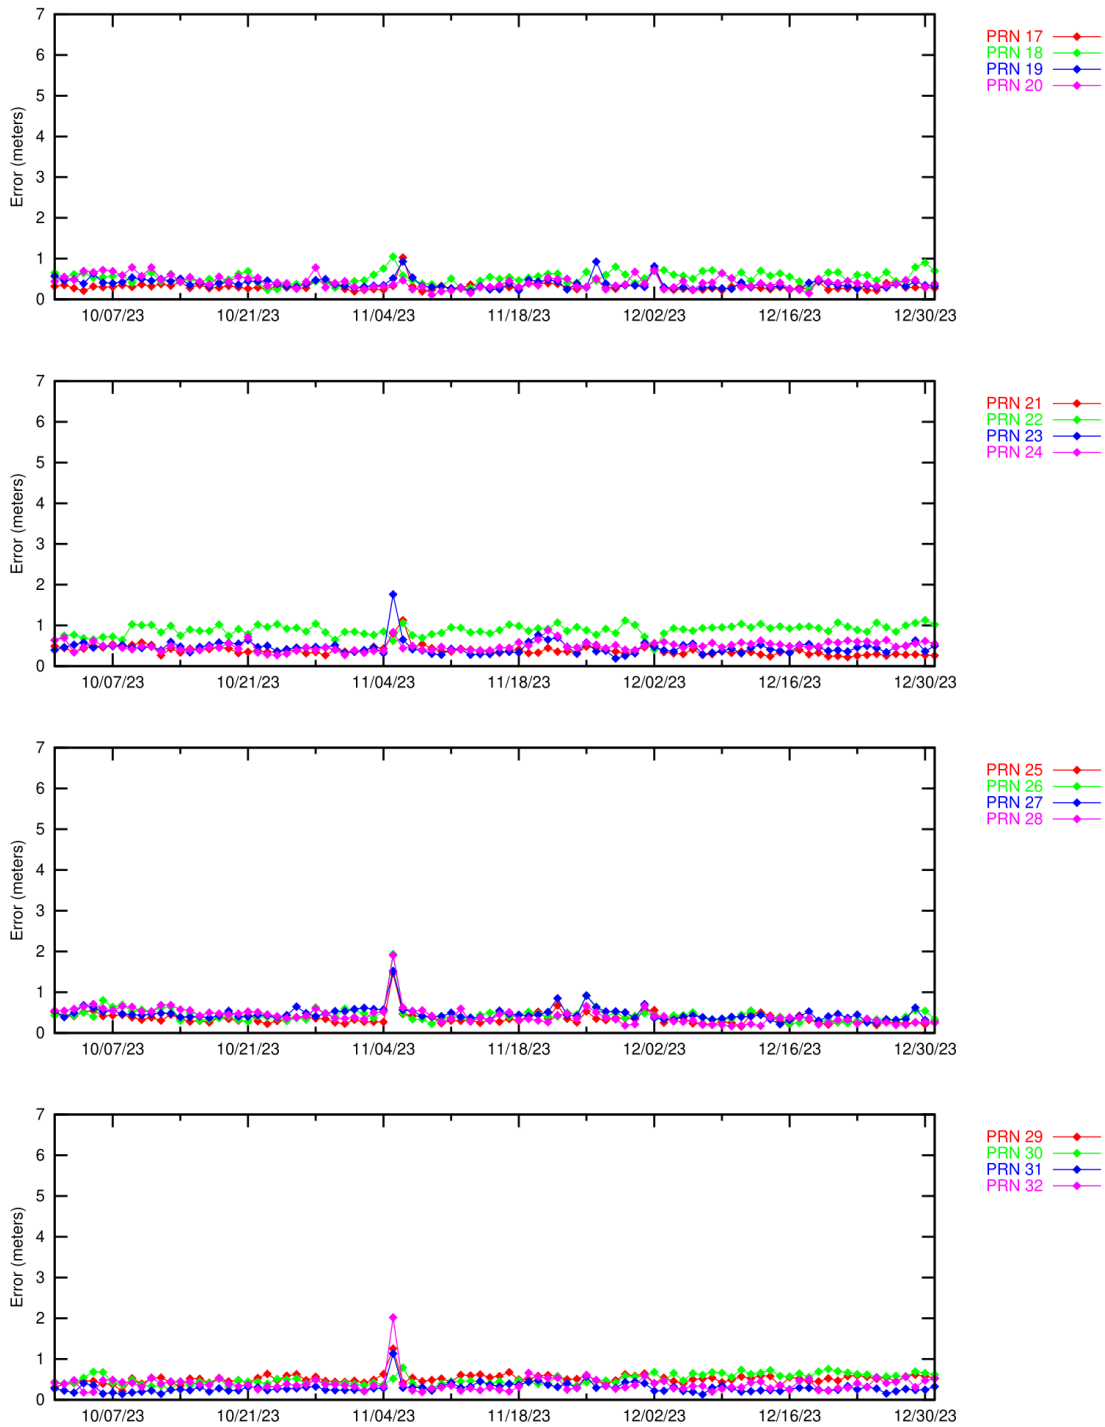 7
6
5
4
3
2
1
0
Error (meters)
10/07/23 10/21/23 11/04/23 11/18/23 12/02/23 12/16/23 12/30/23
PRN 17
PRN 18
PRN 19
PRN 20
7
6
5
4
3
2
1
0
Error (meters)
10/07/23 10/21/23 11/04/23 11/18/23 12/02/23 12/16/23 12/30/23
PRN 21
PRN 22
PRN 23
PRN 24
7
6
5
4
3
2
1
0
Error (meters)
10/07/23 10/21/23 11/04/23 11/18/23 12/02/23 12/16/23 12/30/23
PRN 25
PRN 26
PRN 27
PRN 28
7
6
5
4
3
2
1
0
Error (meters)
10/07/23 10/21/23 11/04/23 11/18/23 12/02/23 12/16/23 12/30/23
PRN 29
PRN 30
PRN 31
PRN 32